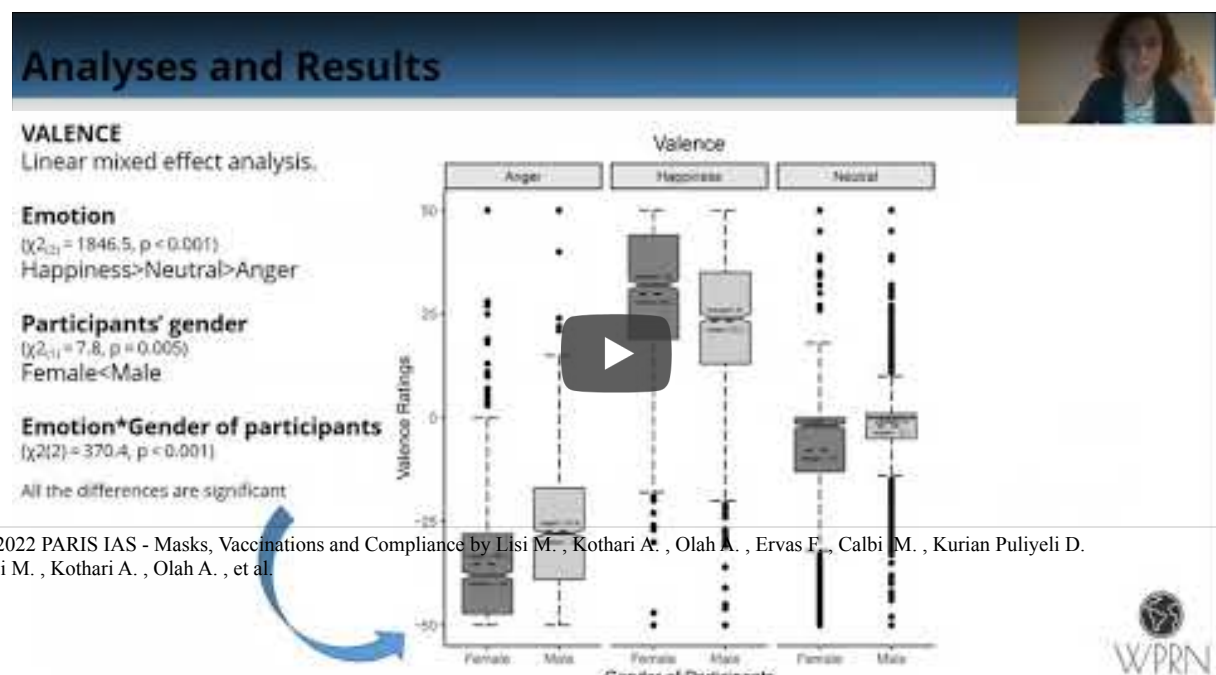 Analyses and Results
VALENCE
Linear mixed effect analysis.
Emotion
(χ2(2) = 1846.5, p < 0.001)
Happiness>Neutral>Anger
Participants' gender
(χ2(1) = 7.8, p = 0.005)
Female<Male
Emotion*Gender of participants
(χ2(2) = 370.4, p < 0.001)
All the differences are significant
Valence
Anger Happiness Neutral
Valence Ratings
50
25
0
-25
-50
Female Male Female Male Female Male
Gender of Participants
2022 PARIS IAS - Masks, Vaccinations and Compliance by Lisi M. , Kothari A. , Olah A. , Ervas F. , Calbi M. , Kurian Puliyeli D.
i M. , Kothari A. , Olah A. , et al.
WPRN